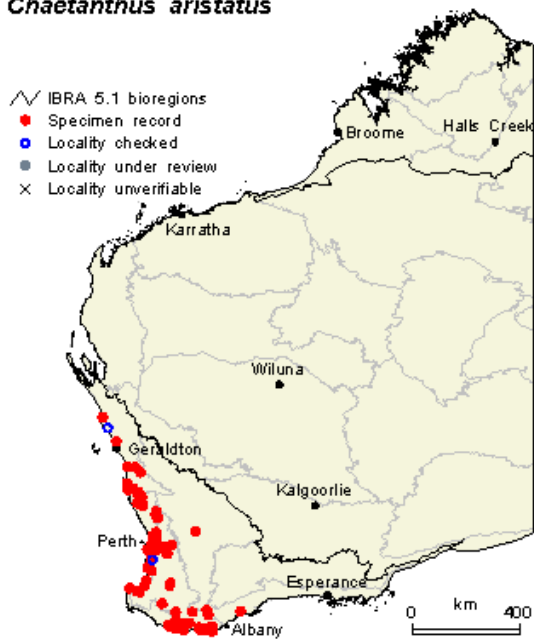 Chaetanthus aristatus
IBRA 5.1 bioregions
Specimen record
Locality checked
Locality under review
Locality unverifiable
Broome
Halls Creek
Karratha
Wiluna
Geraldton
Kalgoorlie
Perth
Esperance
Albany
km
0 400